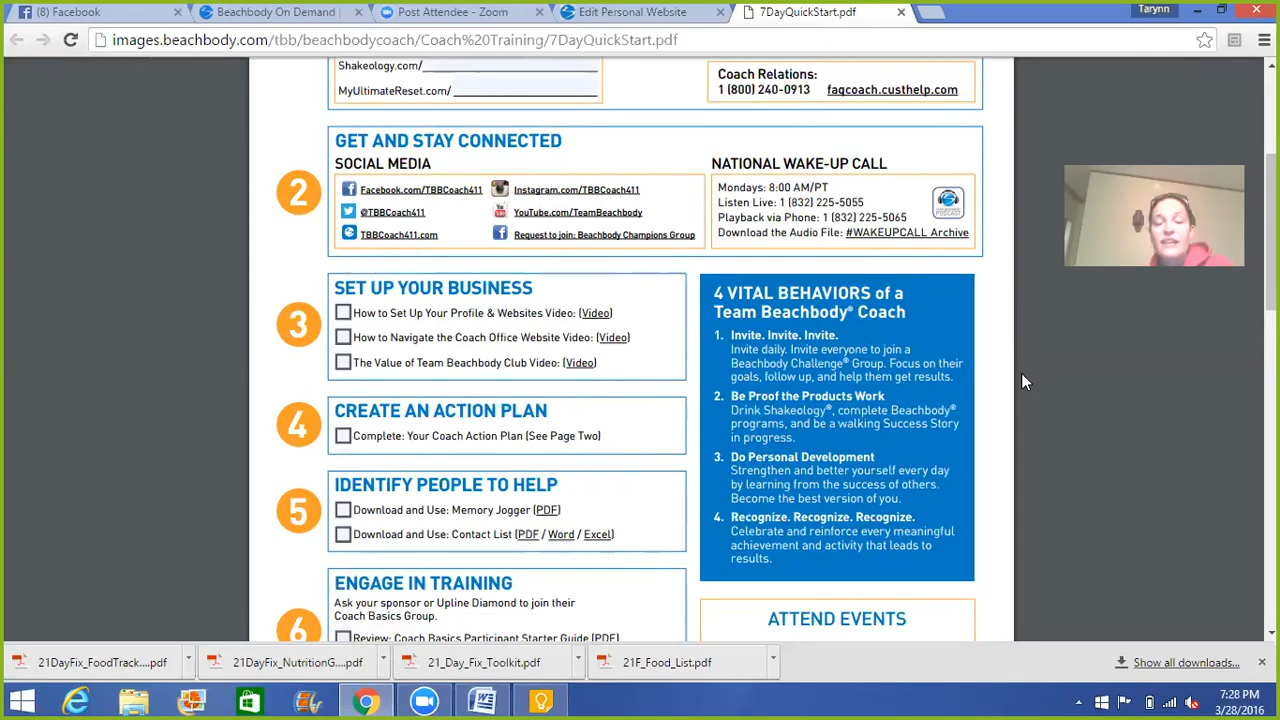 (8) Facebook
Beachbody On Demand
Post Attendee - Zoom
Edit Personal Website
7DayQuickStart.pdf
Tarynn
images.beachbody.com/tbb/beachbodycoach/Coach%20Training/7DayQuickStart.pdf
Shakeology.com/
MyUltimateReset.com/
Coach Relations:
1 (800) 240-0913 faqcoach.custhelp.com
2
GET AND STAY CONNECTED
SOCIAL MEDIA
Facebook.com/TBBCoach411
Instagram.com/TBBCoach411
@TBBCoach411
YouTube.com/TeamBeachbody
TBBCoach411.com
Request to join: Beachbody Champions Group
NATIONAL WAKE-UP CALL
Mondays: 8:00 AM/PT
Listen Live: 1 (832) 225-5055
Playback via Phone: 1 (832) 225-5065
Download the Audio File: #WAKEUPCALL Archive
3
SET UP YOUR BUSINESS
How to Set Up Your Profile & Websites Video: (Video)
How to Navigate the Coach Office Website Video: (Video)
The Value of Team Beachbody Club Video: (Video)
4
CREATE AN ACTION PLAN
Complete: Your Coach Action Plan (See Page Two)
5
IDENTIFY PEOPLE TO HELP
Download and Use: Memory Jogger (PDF)
Download and Use: Contact List (PDF / Word / Excel)
6
ENGAGE IN TRAINING
Ask your sponsor or Upline Diamond to join their
Coach Basics Group.
Review: Coach Basics Participant Starter Guide (PDF)
4 VITAL BEHAVIORS of a
Team Beachbody® Coach
1. Invite. Invite. Invite.
Invite daily. Invite everyone to join a
Beachbody Challenge® Group. Focus on their
goals, follow up, and help them get results.
2. Be Proof the Products Work
Drink Shakeology®, complete Beachbody®
programs, and be a walking Success Story
in progress.
3. Do Personal Development
Strengthen and better yourself every day
by learning from the success of others.
Become the best version of you.
4. Recognize. Recognize. Recognize.
Celebrate and reinforce every meaningful
achievement and activity that leads to
results.
ATTEND EVENTS
21DayFix_FoodTrack....pdf
21DayFix_NutritionG....pdf
21_Day_Fix_Toolkit.pdf
21F_Food_List.pdf
Show all downloads...
7:28 PM
3/28/2016